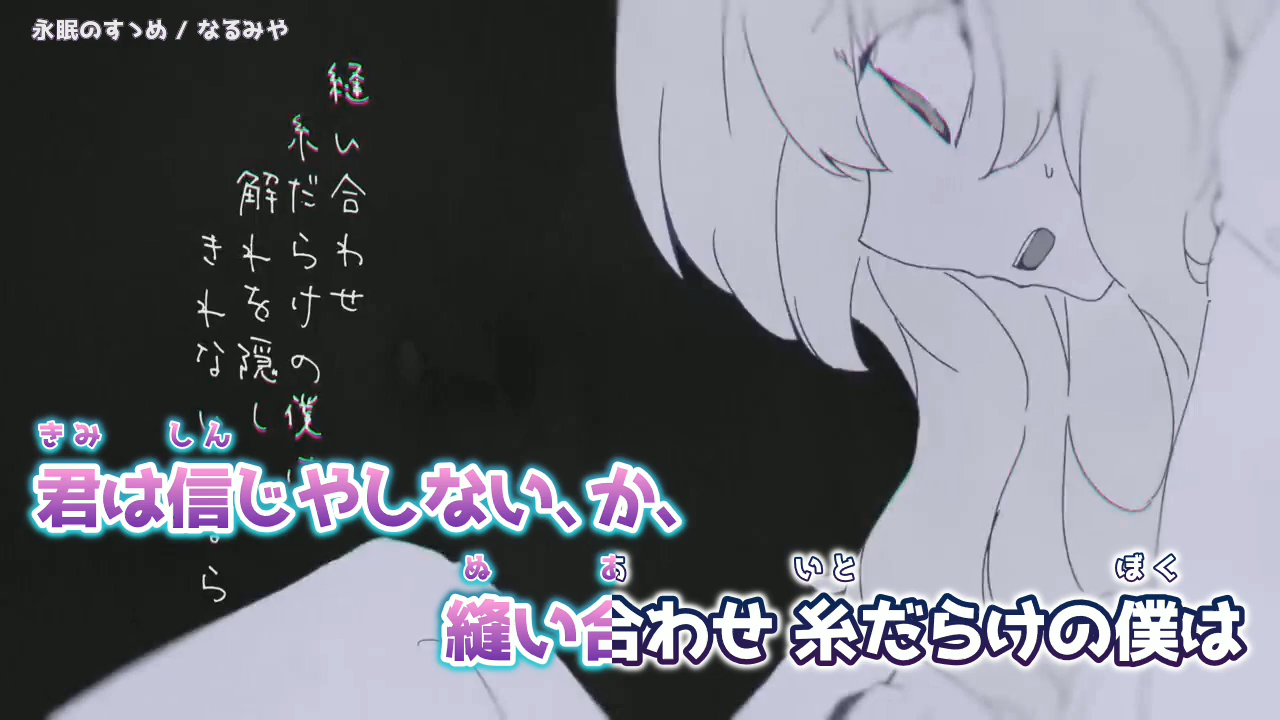 永眠のすゝめ / なるみや
縫い合わせ
糸だらけの僕は
解れを隠し
きれない
ら
きみ しん
君は信じやしない、か、
ぬ あ いと ぼく
縫い合わせ 糸だらけの僕は